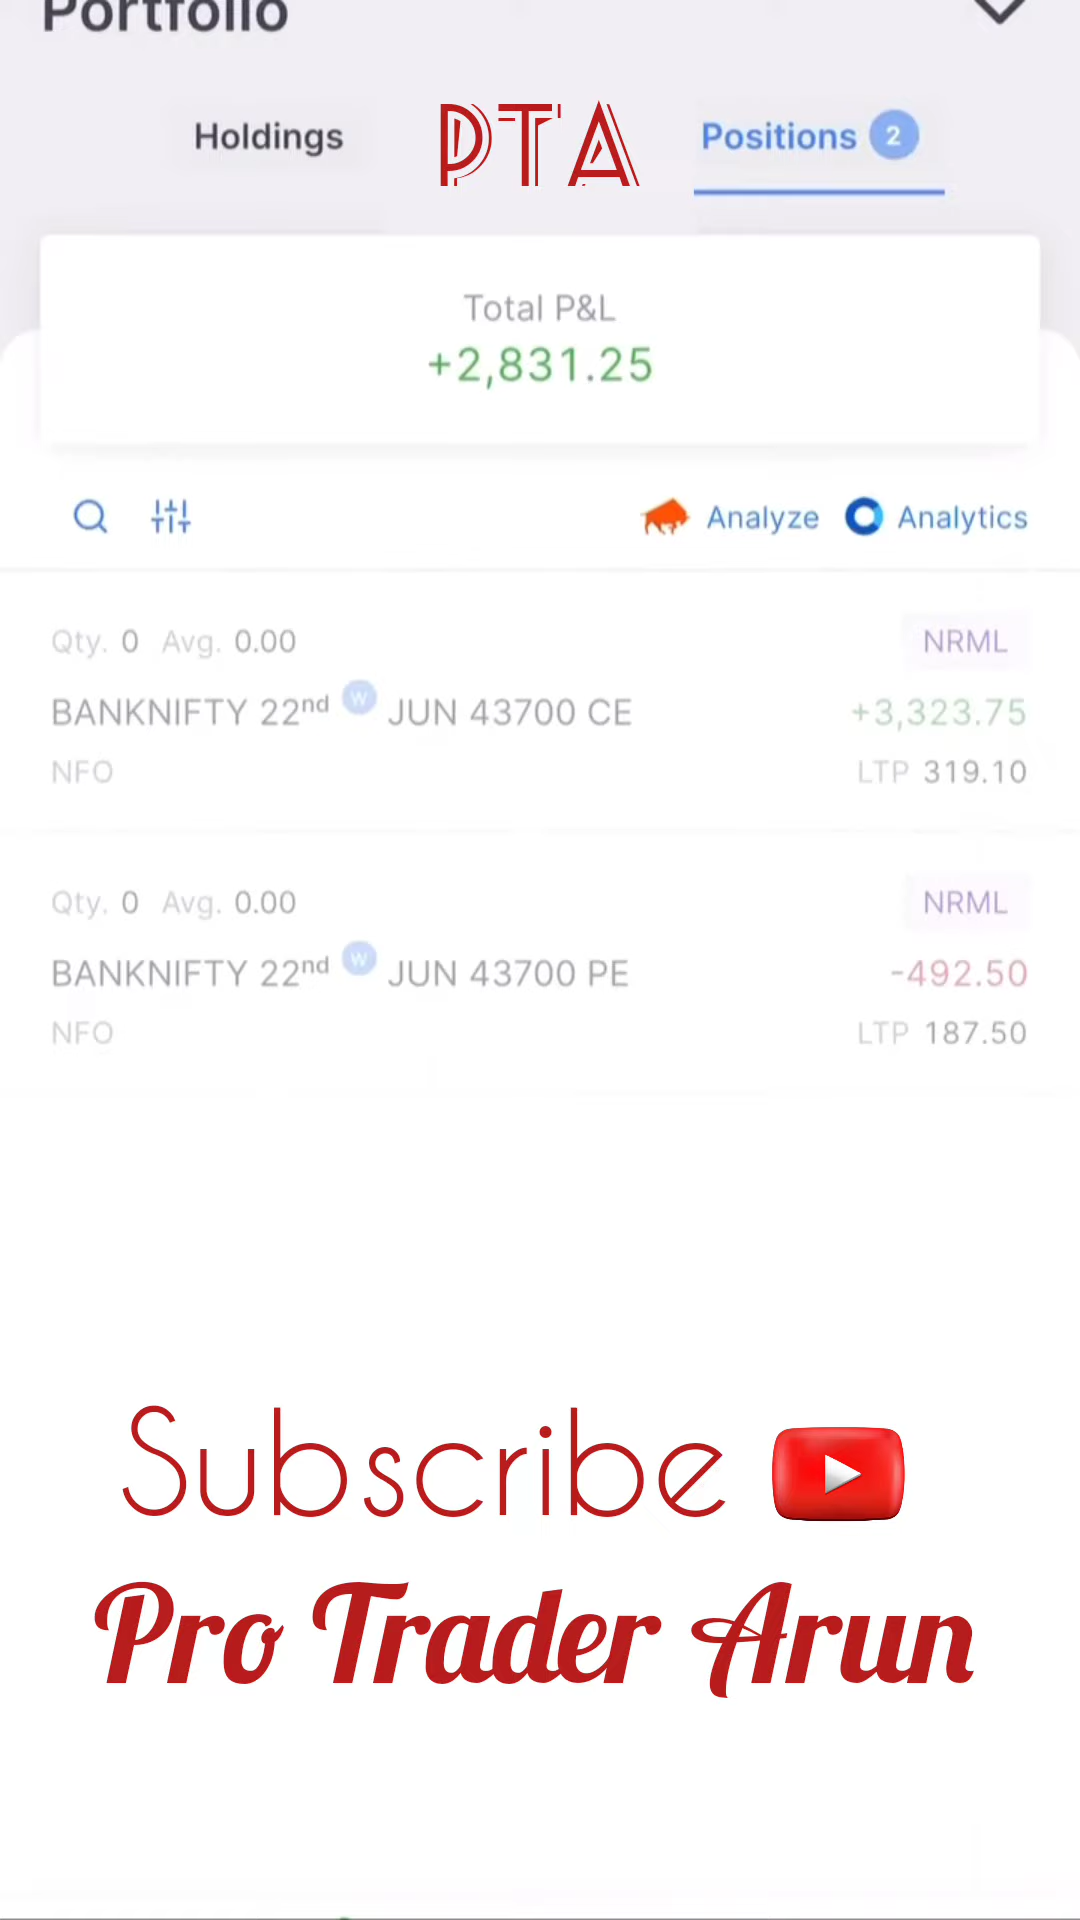 Portfolio
Holdings PTA Positions 2
Total P&L
+2,831.25
Analyze Analytics
Qty. 0 Avg. 0.00 NRML
BANKNIFTY 22nd W JUN 43700 CE +3,323.75
NFO LTP 319.10
Qty. 0 Avg. 0.00 NRML
BANKNIFTY 22nd W JUN 43700 PE -492.50
NFO LTP 187.50
Subscribe
Pro Trader Arun